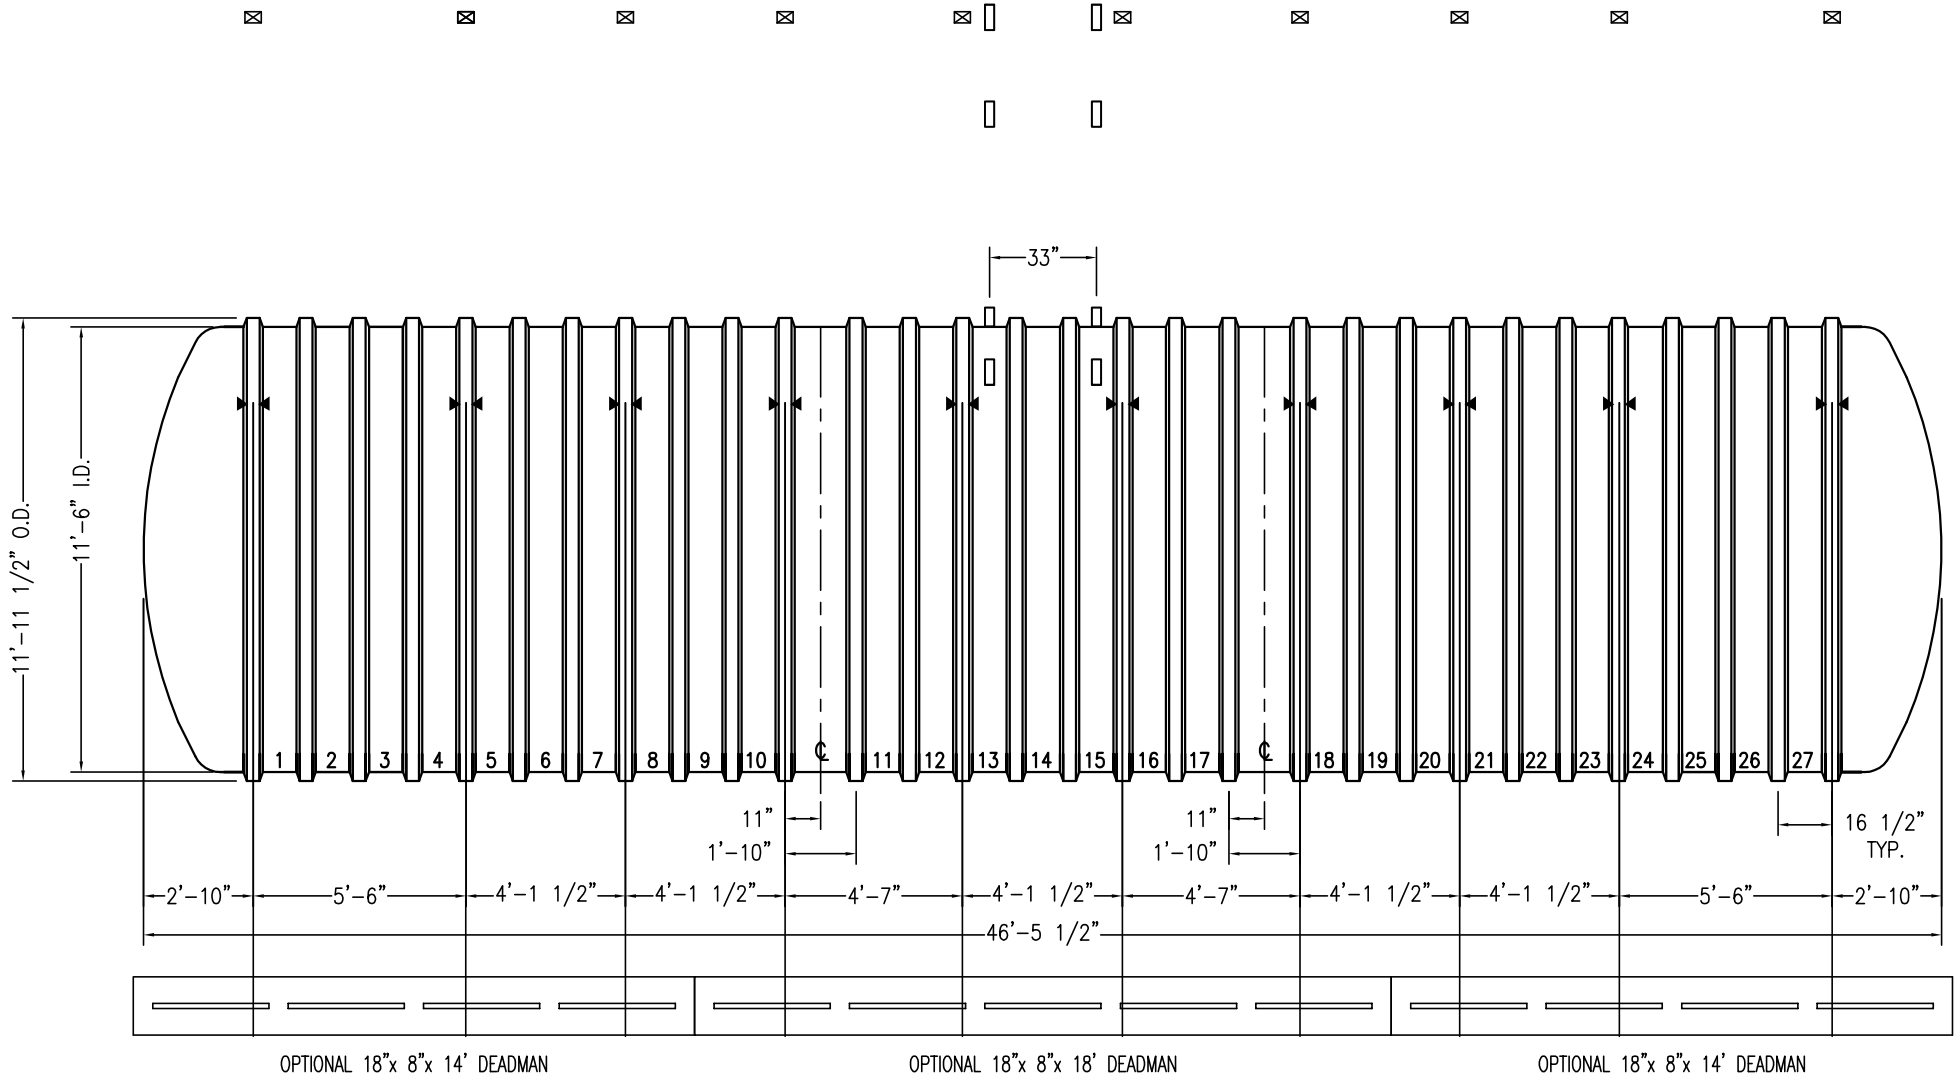 33"
11'-11 1/2" O.D.
11'-6" I.D.
1 2 3 4 5 6 7 8 9 10 ℄ 11 12 13 14 15 16 17 ℄ 18 19 20 21 22 23 24 25 26 27
11" 11" 16 1/2"
1'-10" 1'-10" TYP.
2'-10" 5'-6" 4'-1 1/2" 4'-1 1/2" 4'-7" 4'-1 1/2" 4'-7" 4'-1 1/2" 4'-1 1/2" 5'-6" 2'-10"
46'-5 1/2"
OPTIONAL 18"x 8"x 14' DEADMAN OPTIONAL 18"x 8"x 18' DEADMAN OPTIONAL 18"x 8"x 14' DEADMAN